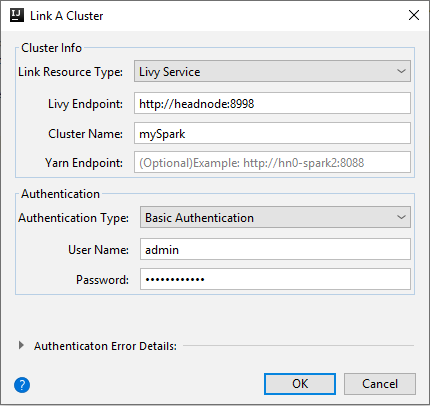 Link A Cluster
Cluster Info
Link Resource Type: Livy Service
Livy Endpoint: http://headnode:8998
Cluster Name: mySpark
Yarn Endpoint: (Optional)Example: http://hn0-spark2:8088
Authentication
Authentication Type: Basic Authentication
User Name: admin
Password: ••••••••••••
Authenticaton Error Details:
? OK Cancel